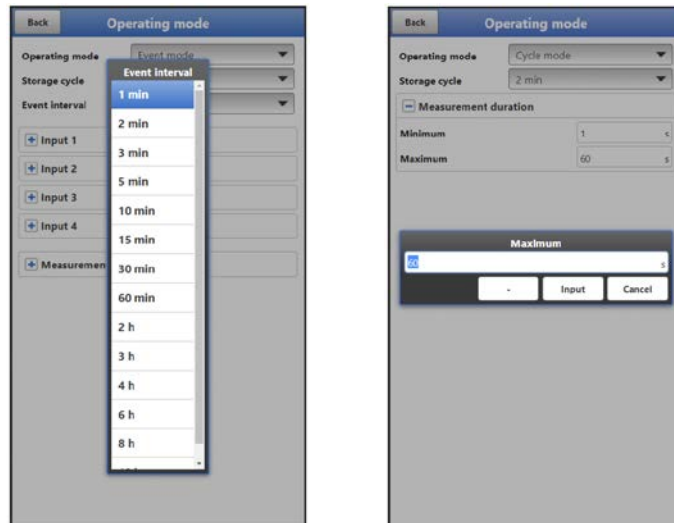 Back Operating mode
Operating mode Event mode
Storage cycle
Event interval
Event interval
1 min
2 min
3 min
5 min
10 min
15 min
30 min
60 min
2 h
3 h
4 h
6 h
8 h
Input 1
Input 2
Input 3
Input 4
Measuremen
Back Operating mode
Operating mode Cycle mode
Storage cycle 2 min
Measurement duration
Minimum 1 s
Maximum 60 s
Maximum
60 s
- Input Cancel